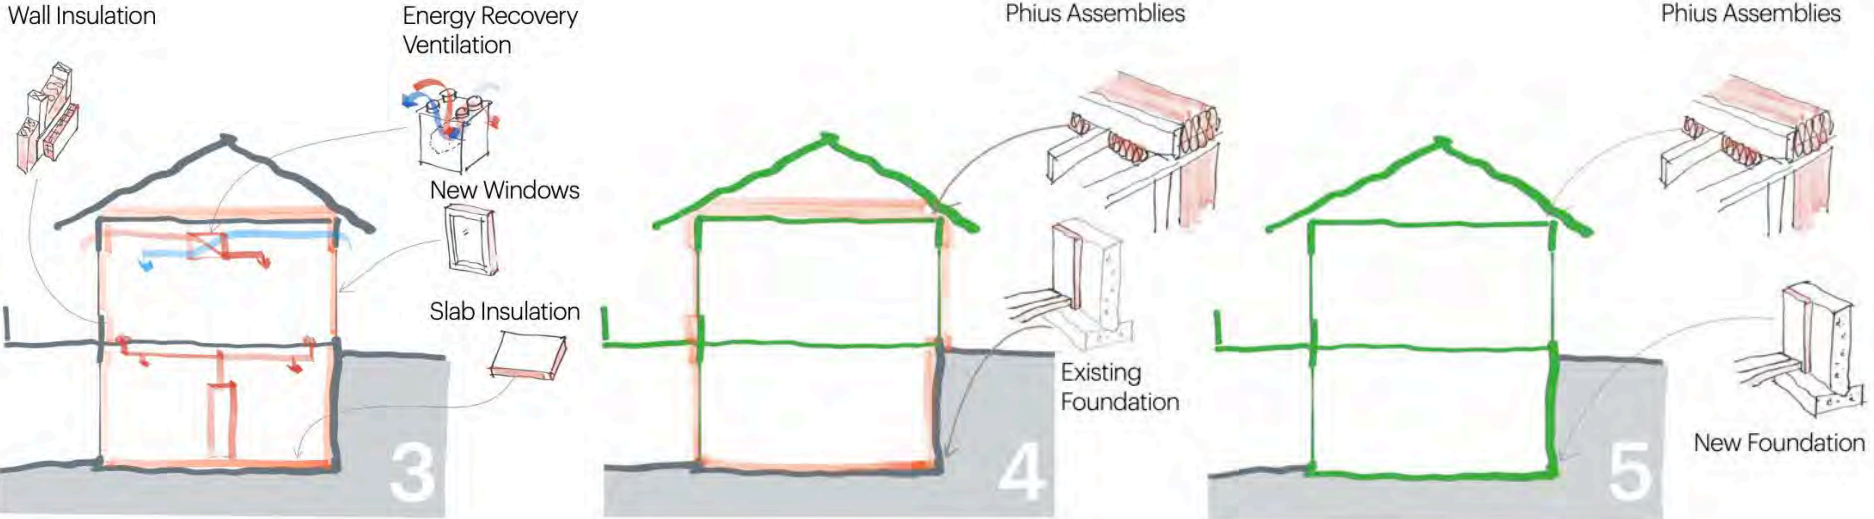 Wall Insulation
Energy Recovery
Ventilation
New Windows
Slab Insulation
3
Phius Assemblies
Existing
Foundation
4
Phius Assemblies
New Foundation
5